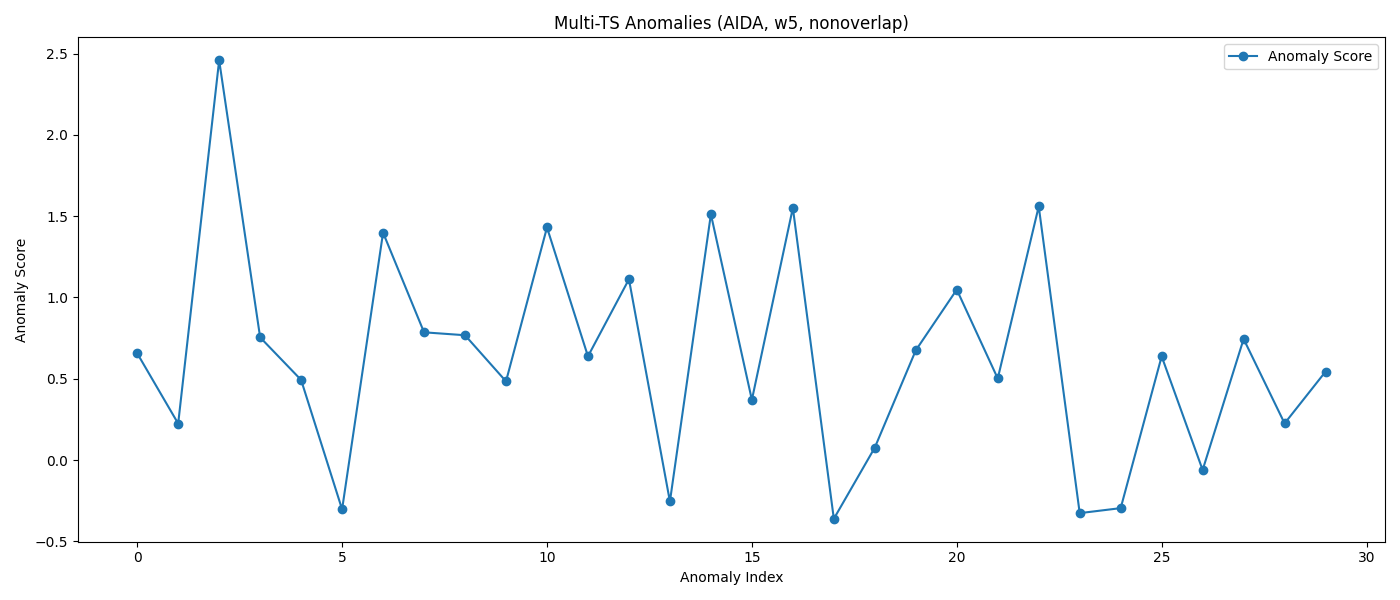 Multi-TS Anomalies (AIDA, w5, nonoverlap)
Anomaly Score
Anomaly Score
2.5
2.0
1.5
1.0
0.5
0.0
−0.5
0 5 10 15 20 25 30
Anomaly Index